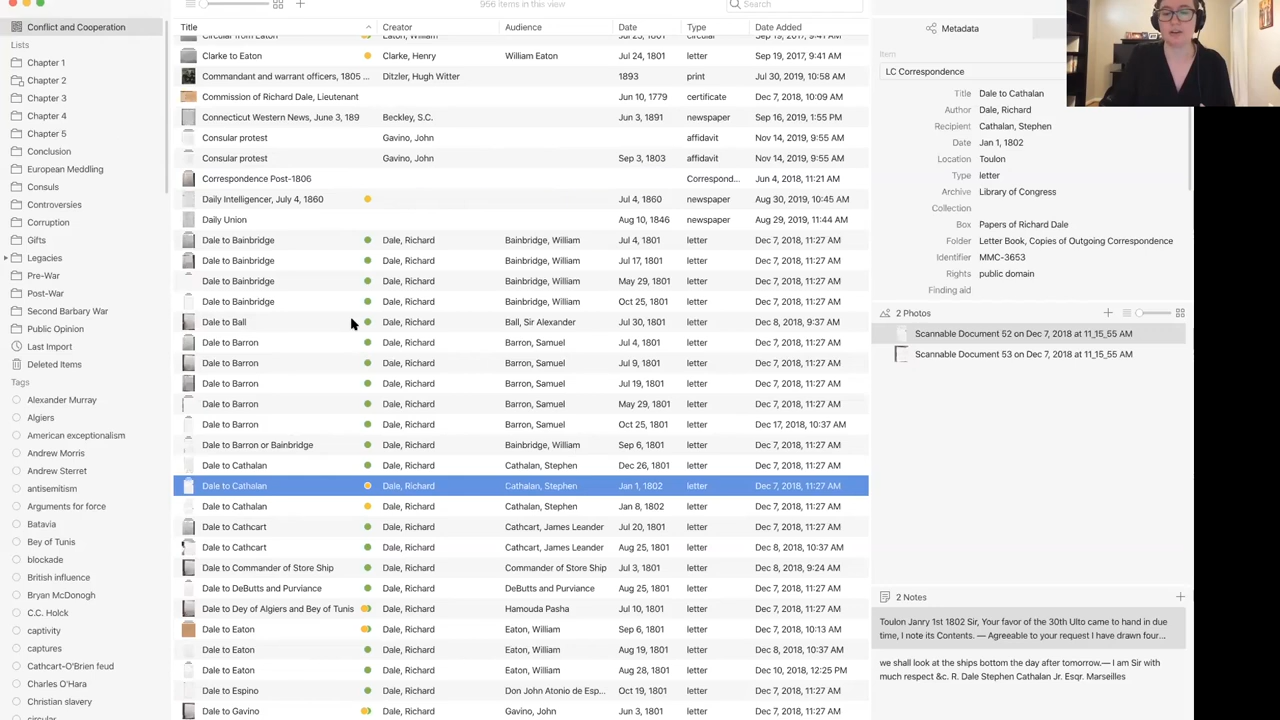 966 items in this view
Search
Conflict and Cooperation
Lists
Chapter 1
Chapter 2
Chapter 3
Chapter 4
Chapter 5
Conclusion
European Meddling
Consuls
Controversies
Corruption
Gifts
Legacies
Pre-War
Post-War
Second Barbary War
Public Opinion
Last Import
Deleted Items
Tags
Alexander Murray
Algiers
American exceptionalism
Andrew Morris
Andrew Sterret
antisemitism
Arguments for force
Batavia
Bey of Tunis
blockade
British influence
Bryan McDonogh
C.C. Holck
captivity
captures
Cathcart-O'Brien feud
Charles O'Hara
Christian slavery
circular
Title Creator Audience Date Type Date Added
Circular from Eaton Eaton, William Jul 25, 1801 circular Sep 19, 2017, 9:41 AM
Clarke to Eaton Clarke, Henry William Eaton Jul 24, 1801 letter Sep 19, 2017, 9:41 AM
Commandant and warrant officers, 1805 ... Ditzler, Hugh Witter 1893 print Jul 30, 2019, 10:45 AM
Commission of Richard Dale, Lieutenant Jun 10, 1779 certificate Dec 7, 2018, 10:09 AM
Connecticut Western News, June 3, 189 Beckley, S.C. Jun 3, 1891 newspaper Sep 16, 2019, 1:55 PM
Consular protest Gavino, John affidavit Nov 14, 2019, 9:55 AM
Consular protest Gavino, John Sep 3, 1803 affidavit Nov 14, 2019, 9:55 AM
Correspondence Post-1806 Correspond... Jun 4, 2018, 11:21 AM
Daily Intelligencer, July 4, 1860 Jul 4, 1860 newspaper Aug 30, 2019, 10:45 AM
Daily Union Aug 10, 1846 newspaper Aug 29, 2019, 11:44 AM
Dale to Bainbridge Dale, Richard Bainbridge, William Jul 4, 1801 letter Dec 7, 2018, 11:27 AM
Dale to Bainbridge Dale, Richard Bainbridge, William Jul 17, 1801 letter Dec 7, 2018, 11:27 AM
Dale to Bainbridge Dale, Richard Bainbridge, William May 29, 1801 letter Dec 7, 2018, 11:27 AM
Dale to Bainbridge Dale, Richard Bainbridge, William Oct 25, 1801 letter Dec 7, 2018, 11:27 AM
Dale to Ball Dale, Richard Ball, Sir Alexander Jul 30, 1801 letter Dec 8, 2018, 9:37 AM
Dale to Barron Dale, Richard Barron, Samuel Jul 4, 1801 letter Dec 7, 2018, 11:27 AM
Dale to Barron Dale, Richard Barron, Samuel Jul 9, 1801 letter Dec 7, 2018, 11:27 AM
Dale to Barron Dale, Richard Barron, Samuel Jul 19, 1801 letter Dec 7, 2018, 11:27 AM
Dale to Barron Dale, Richard Barron, Samuel May 29, 1801 letter Dec 7, 2018, 11:27 AM
Dale to Barron Dale, Richard Barron, Samuel Oct 25, 1801 letter Dec 17, 2018, 10:37 AM
Dale to Barron or Bainbridge Dale, Richard Bainbridge, William Sep 6, 1801 letter Dec 7, 2018, 11:27 AM
Dale to Cathalan Dale, Richard Cathalan, Stephen Dec 26, 1801 letter Dec 7, 2018, 11:27 AM
Dale to Cathalan Dale, Richard Cathalan, Stephen Jan 1, 1802 letter Dec 7, 2018, 11:27 AM
Dale to Cathalan Dale, Richard Cathalan, Stephen Jan 8, 1802 letter Dec 7, 2018, 11:27 AM
Dale to Cathcart Dale, Richard Cathcart, James Leander Jul 20, 1801 letter Dec 7, 2018, 11:27 AM
Dale to Cathcart Dale, Richard Cathcart, James Leander Aug 25, 1801 letter Dec 8, 2018, 10:37 AM
Dale to Commander of Store Ship Dale, Richard Commander of Store Ship Jul 3, 1801 letter Dec 8, 2018, 9:24 AM
Dale to DeButts and Purviance Dale, Richard DeButts and Purviance Aug 25, 1801 letter Dec 7, 2018, 11:27 AM
Dale to Dey of Algiers and Bey of Tunis Dale, Richard Hamouda Pasha Jul 10, 1801 letter Dec 7, 2018, 11:27 AM
Dale to Eaton Dale, Richard Eaton, William Sep 6, 1801 letter Dec 7, 2018, 10:13 AM
Dale to Eaton Dale, Richard Eaton, William Aug 19, 1801 letter Dec 8, 2018, 10:37 AM
Dale to Eaton Dale, Richard Eaton, William Aug 28, 1801 letter Dec 10, 2018, 12:25 PM
Dale to Espino Dale, Richard Don John Atonio de Esp... Oct 19, 1801 letter Dec 7, 2018, 11:27 AM
Dale to Gavino Dale, Richard Gavino, John Jun 3, 1801 letter Dec 7, 2018, 11:27 AM
Metadata
Item
LC Correspondence
Title Dale to Cathalan
Author Dale, Richard
Recipient Cathalan, Stephen
Date Jan 1, 1802
Location Toulon
Type letter
Archive Library of Congress
Collection
Box Papers of Richard Dale
Folder Letter Book, Copies of Outgoing Correspondence
Identifier MMC-3653
Rights public domain
Finding aid
2 Photos
Scannable Document 52 on Dec 7, 2018 at 11_15_55 AM
Scannable Document 53 on Dec 7, 2018 at 11_15_55 AM
2 Notes
Toulon Janry 1st 1802 Sir, Your favor of the 30th Ulto came to hand in due
time, I note its Contents. — Agreeable to your request I have drawn four...
we shall look at the ships bottom the day after tomorrow.— I am Sir with
much respect &c. R. Dale Stephen Cathalan Jr. Esqr. Marseilles